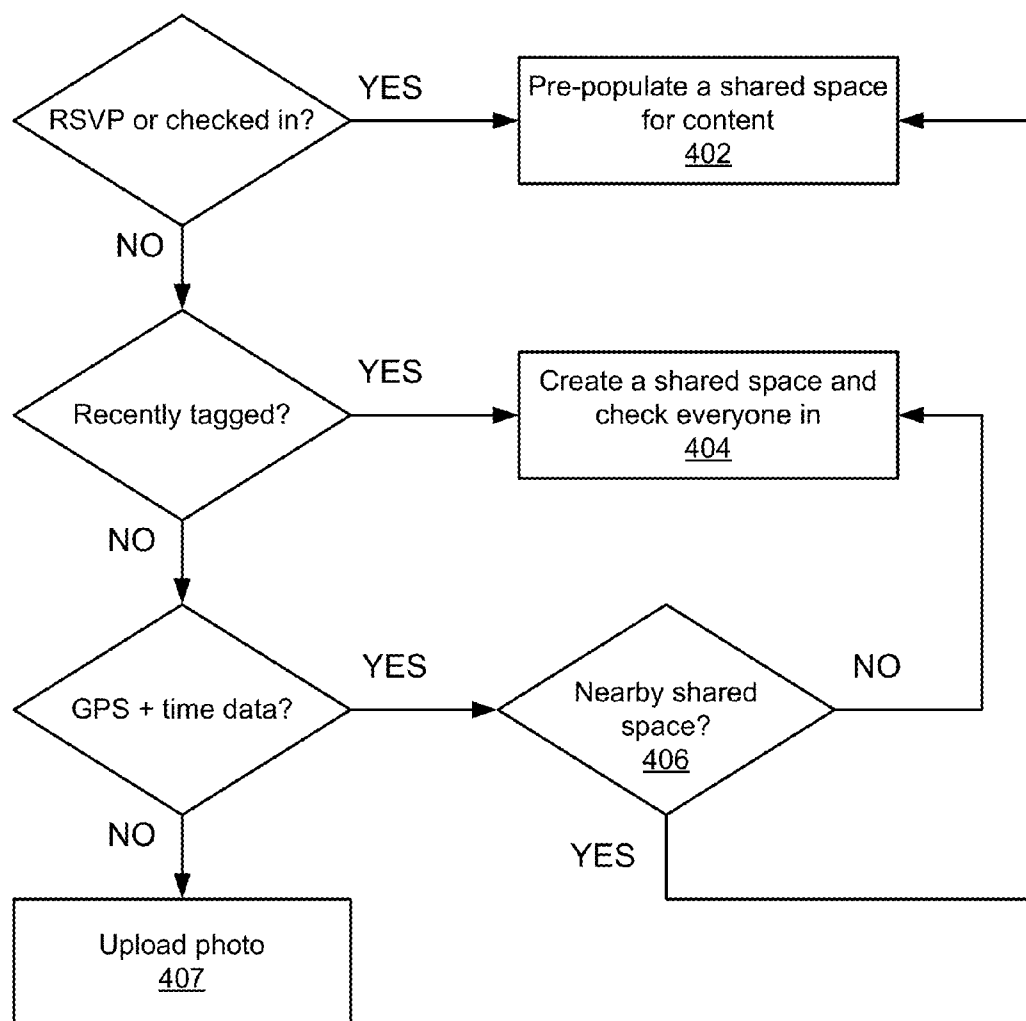 RSVP or checked in?
YES
Pre-populate a shared space
for content
402
NO
Recently tagged?
YES
Create a shared space and
check everyone in
404
NO
GPS + time data?
YES
Nearby shared
space?
406
NO
NO
YES
Upload photo
407